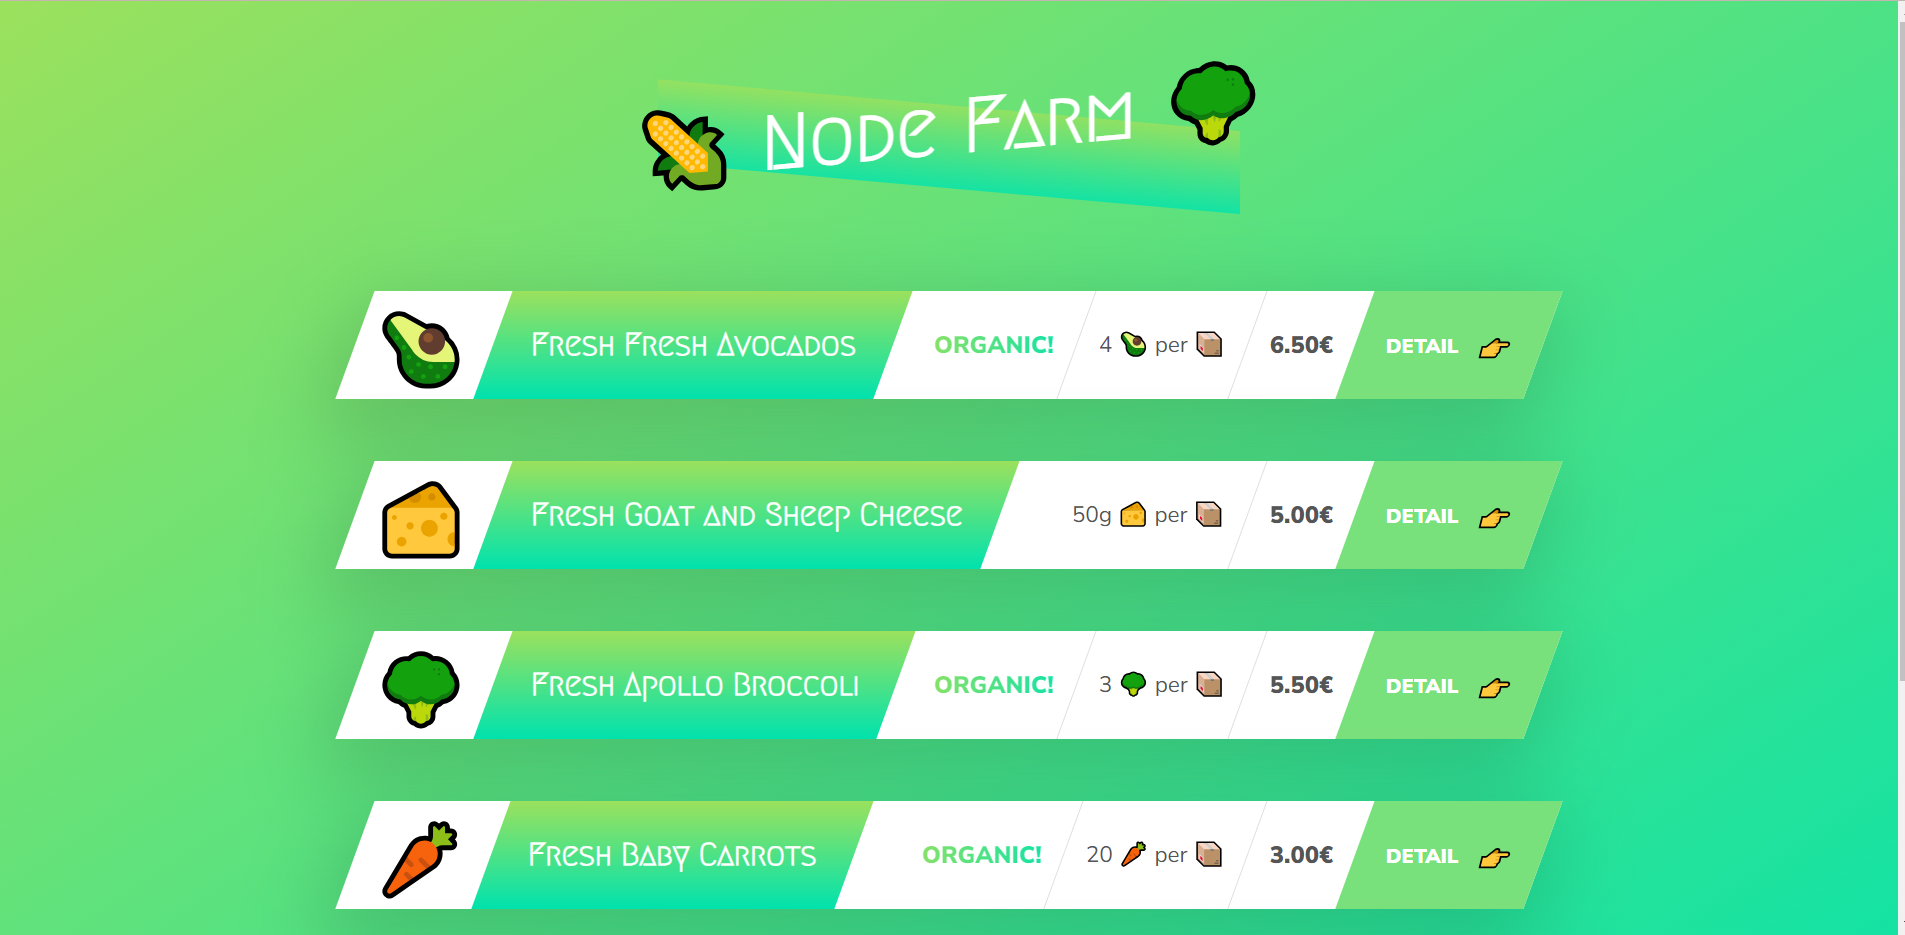 Node Farm
Fresh Fresh Avocados ORGANIC! 4 🥑 per 📦 6.50€ DETAIL 👉
Fresh Goat and Sheep Cheese 50g 🧀 per 📦 5.00€ DETAIL 👉
Fresh Apollo Broccoli ORGANIC! 3 🥦 per 📦 5.50€ DETAIL 👉
Fresh Baby Carrots ORGANIC! 20 🥕 per 📦 3.00€ DETAIL 👉